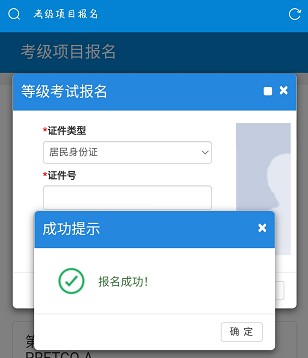 考级项目报名
考级项目报名
等级考试报名
*证件类型
居民身份证
*证件号
成功提示
报名成功!
确 定
第
PRETCO-A